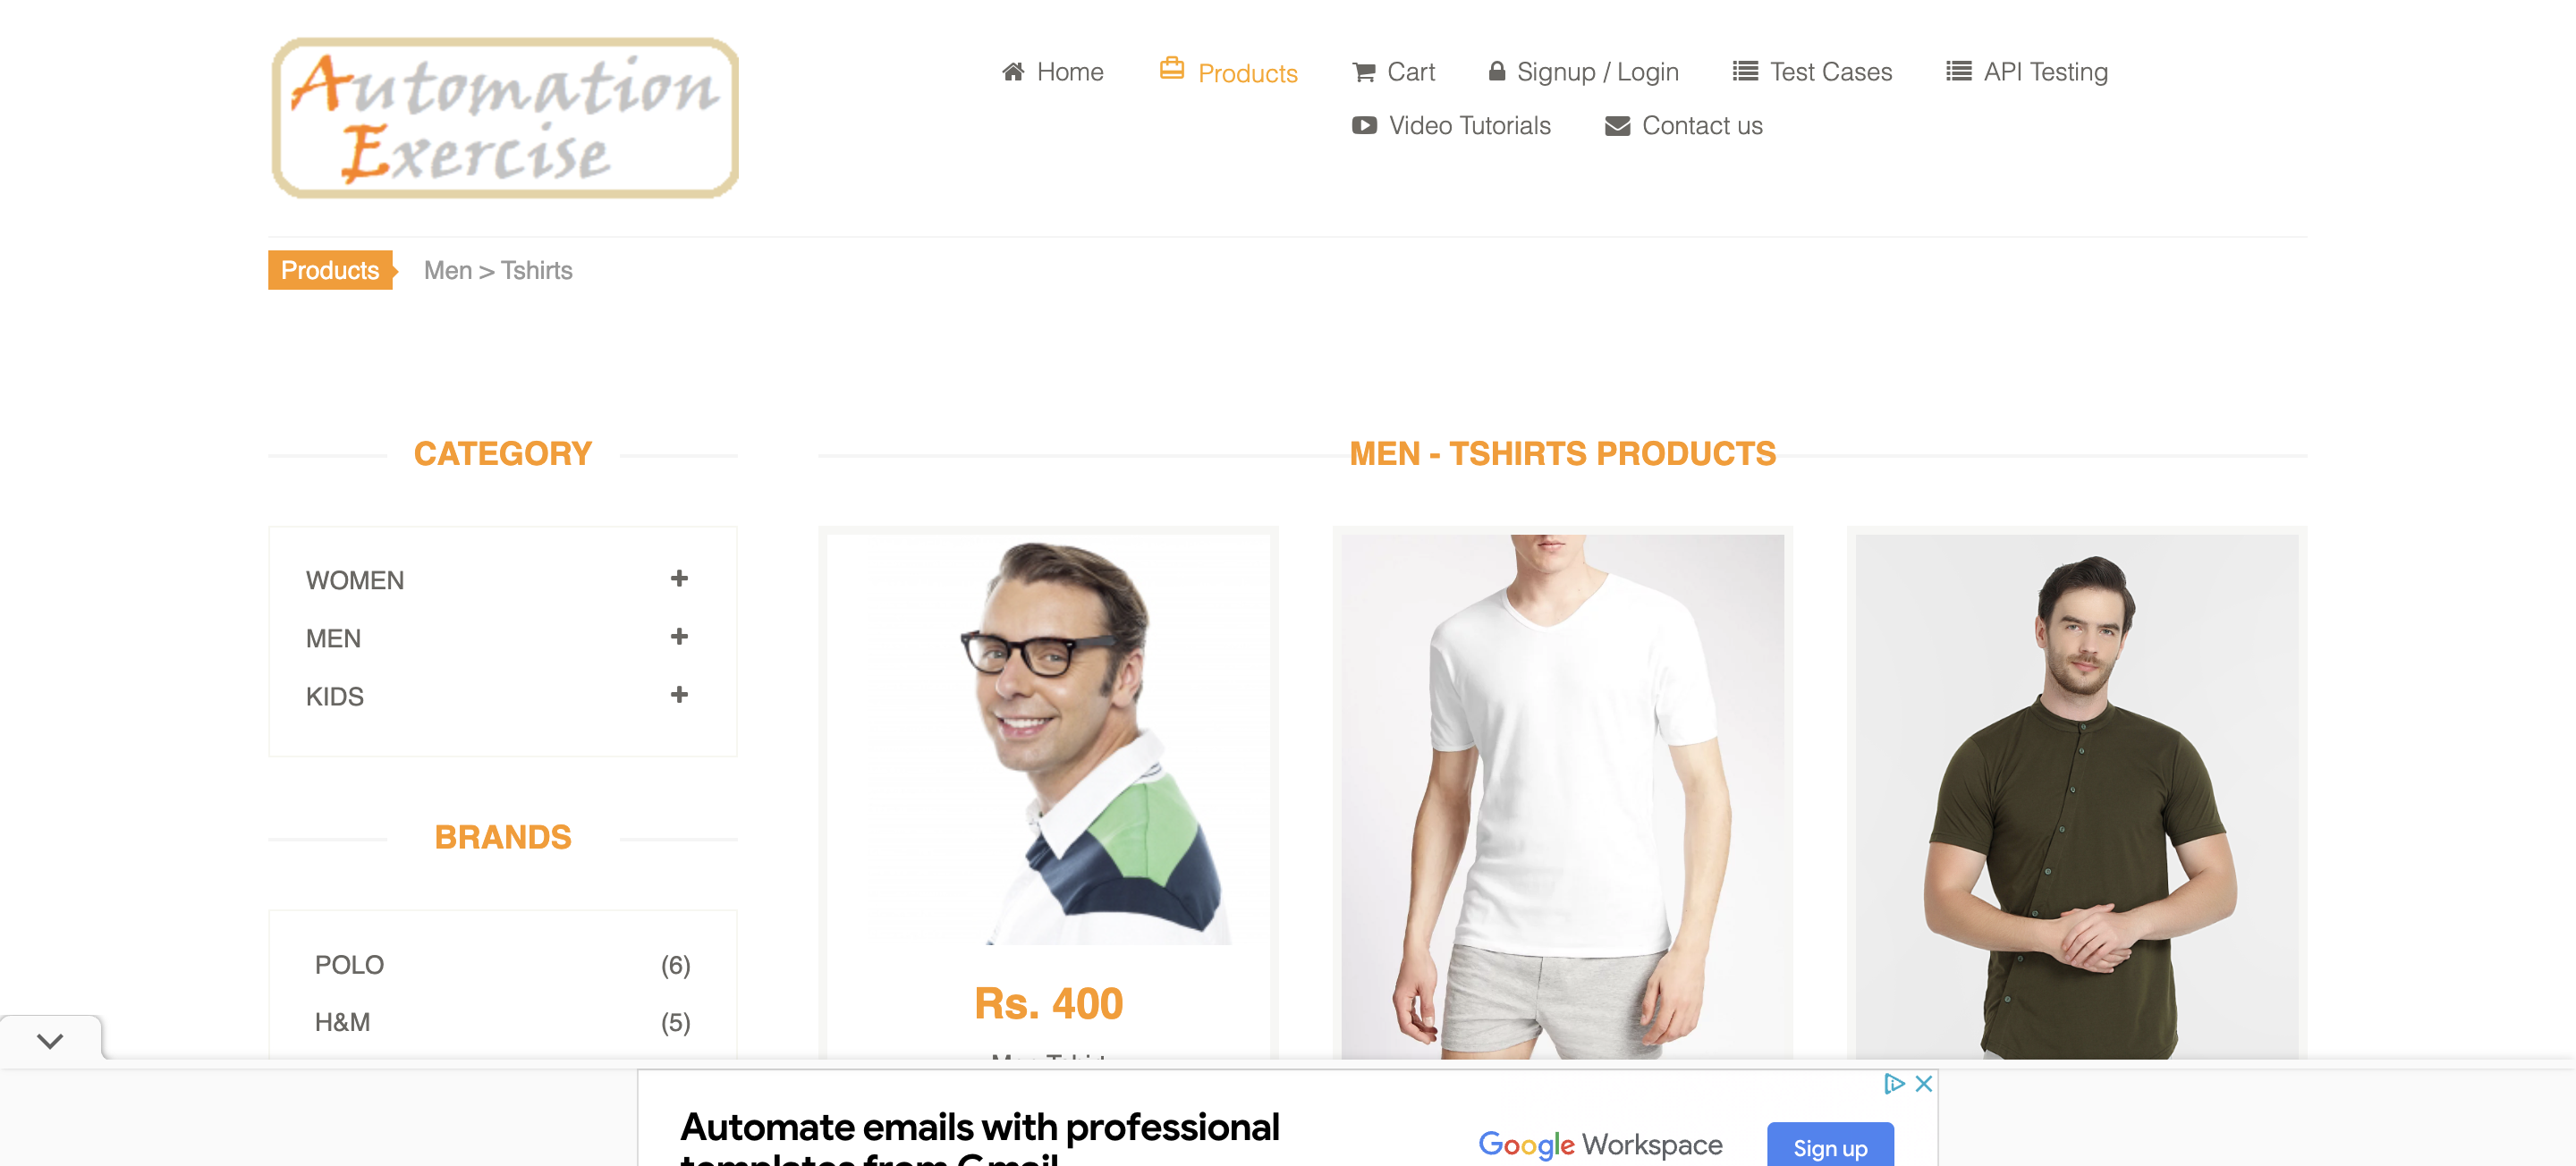 Automation
Exercise
Home
Products
Cart
Signup / Login
Test Cases
API Testing
Video Tutorials
Contact us
Products
Men > Tshirts
CATEGORY
MEN - TSHIRTS PRODUCTS
WOMEN
MEN
KIDS
BRANDS
POLO (6)
H&M (5)
Rs. 400
Automate emails with professional
Google Workspace
Sign up